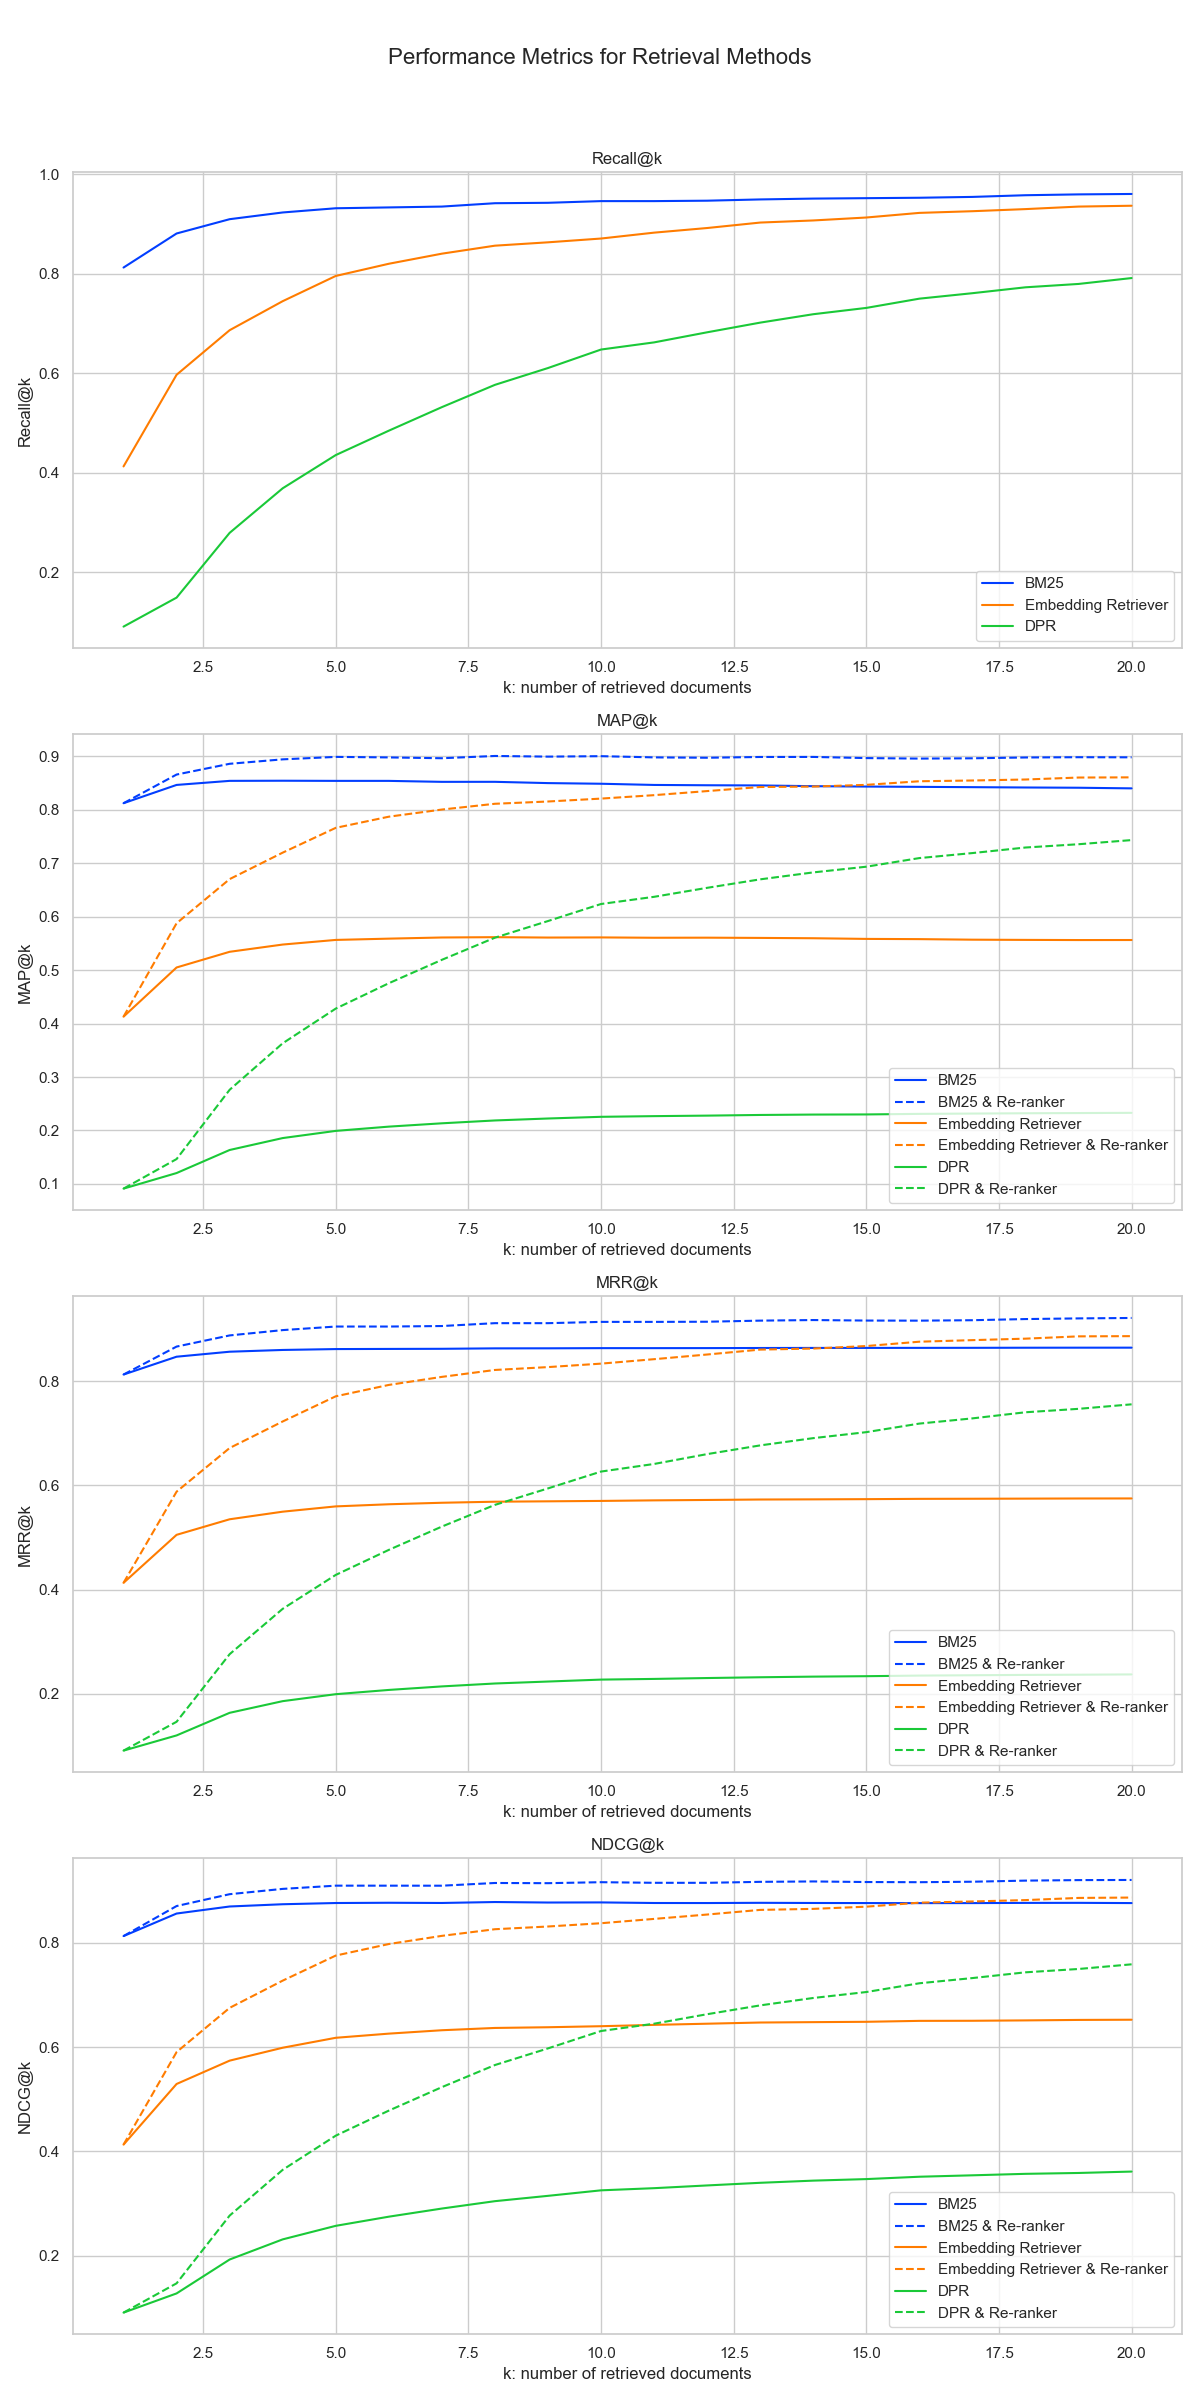 Performance Metrics for Retrieval Methods
Recall@k
1.0
0.8
0.6
0.4
0.2
Recall@k
BM25
Embedding Retriever
DPR
2.5 5.0 7.5 10.0 12.5 15.0 17.5 20.0
k: number of retrieved documents
MAP@k
0.9
0.8
0.7
0.6
0.5
0.4
0.3
0.2
0.1
MAP@k
BM25
BM25 & Re-ranker
Embedding Retriever
Embedding Retriever & Re-ranker
DPR
DPR & Re-ranker
2.5 5.0 7.5 10.0 12.5 15.0 17.5 20.0
k: number of retrieved documents
MRR@k
0.8
0.6
0.4
0.2
MRR@k
BM25
BM25 & Re-ranker
Embedding Retriever
Embedding Retriever & Re-ranker
DPR
DPR & Re-ranker
2.5 5.0 7.5 10.0 12.5 15.0 17.5 20.0
k: number of retrieved documents
NDCG@k
0.8
0.6
0.4
0.2
NDCG@k
BM25
BM25 & Re-ranker
Embedding Retriever
Embedding Retriever & Re-ranker
DPR
DPR & Re-ranker
2.5 5.0 7.5 10.0 12.5 15.0 17.5 20.0
k: number of retrieved documents